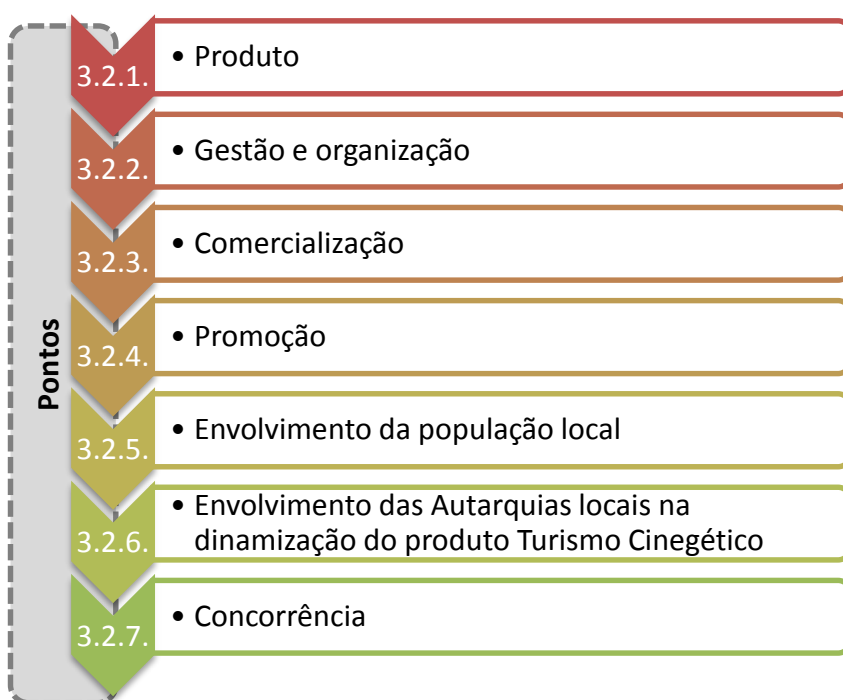 Pontos
3.2.1.
• Produto
3.2.2.
• Gestão e organização
3.2.3.
• Comercialização
3.2.4.
• Promoção
3.2.5.
• Envolvimento da população local
3.2.6.
• Envolvimento das Autarquias locais na
dinamização do produto Turismo Cinegético
3.2.7.
• Concorrência